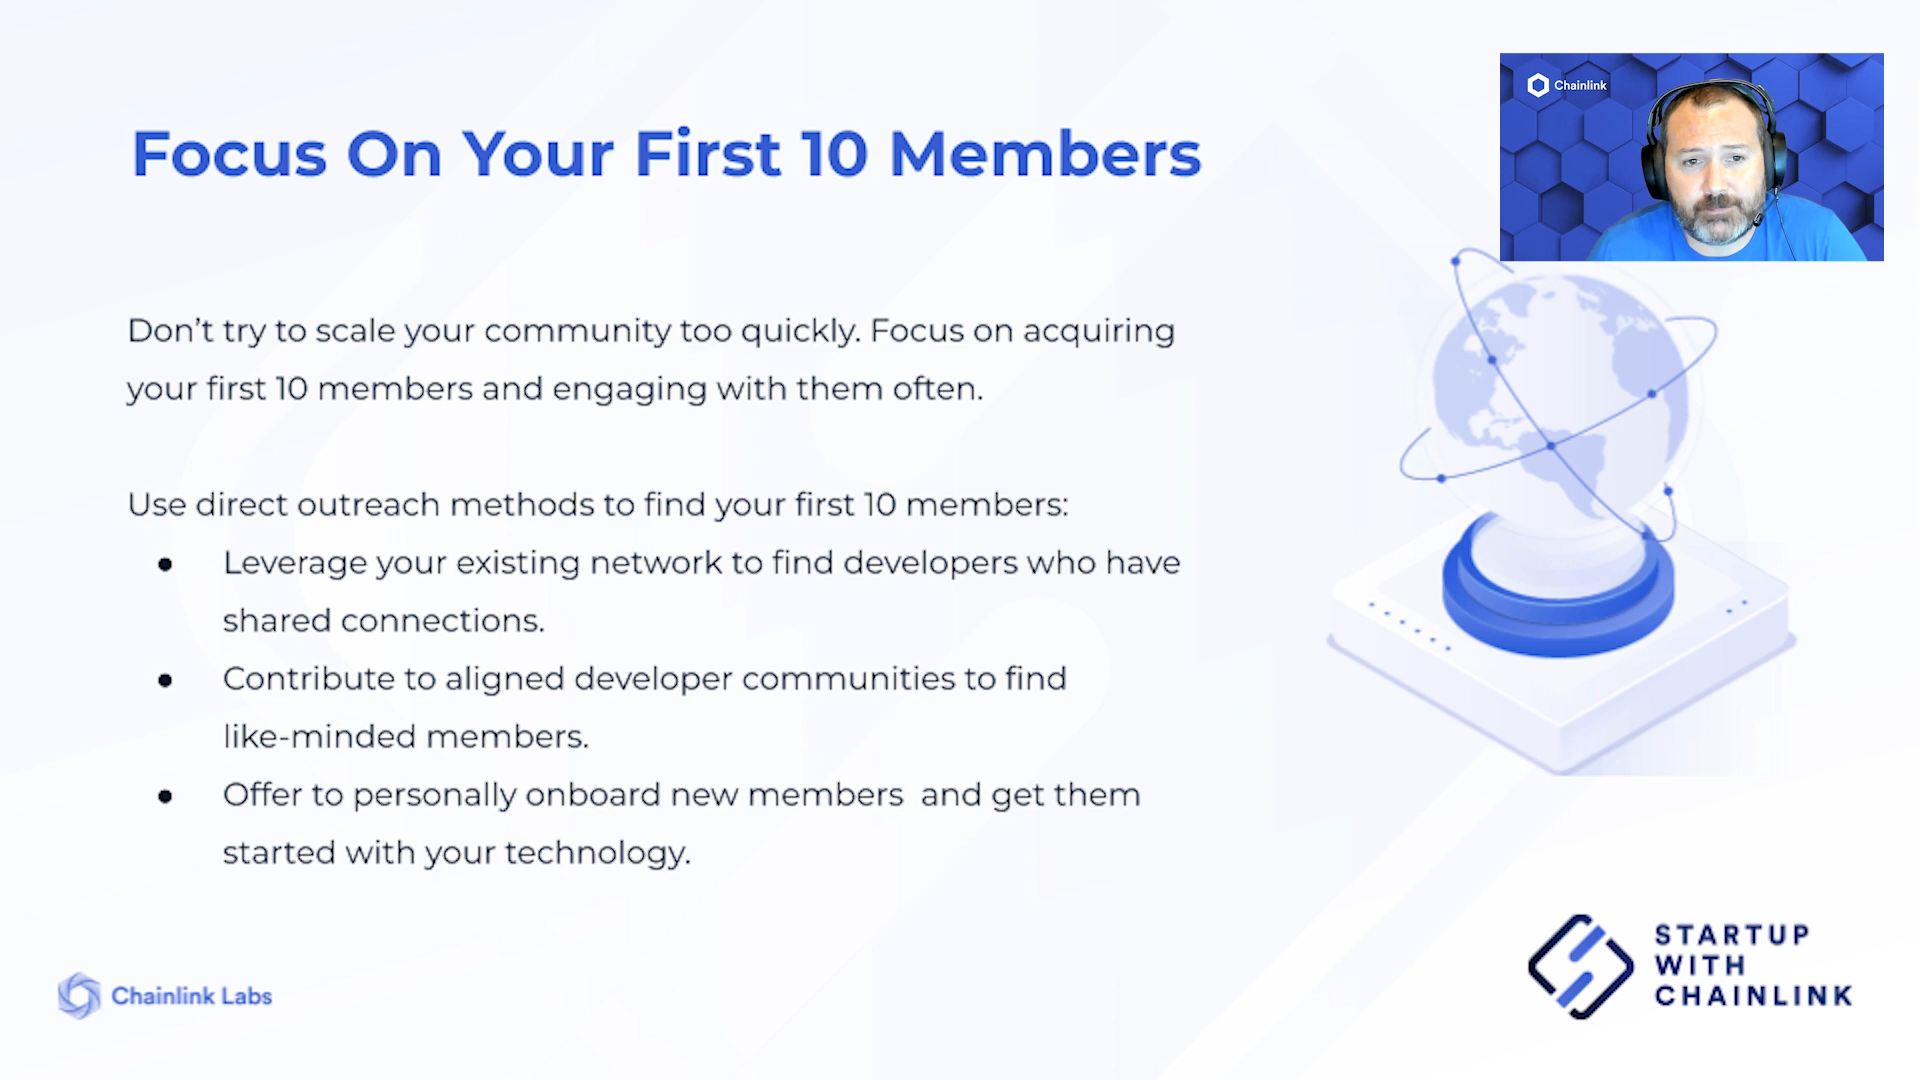 Chainlink
Focus On Your First 10 Members
Don’t try to scale your community too quickly. Focus on acquiring
your first 10 members and engaging with them often.
Use direct outreach methods to find your first 10 members:
● Leverage your existing network to find developers who have
shared connections.
● Contribute to aligned developer communities to find
like-minded members.
● Offer to personally onboard new members  and get them
started with your technology.
Chainlink Labs
STARTUP
WITH
CHAINLINK